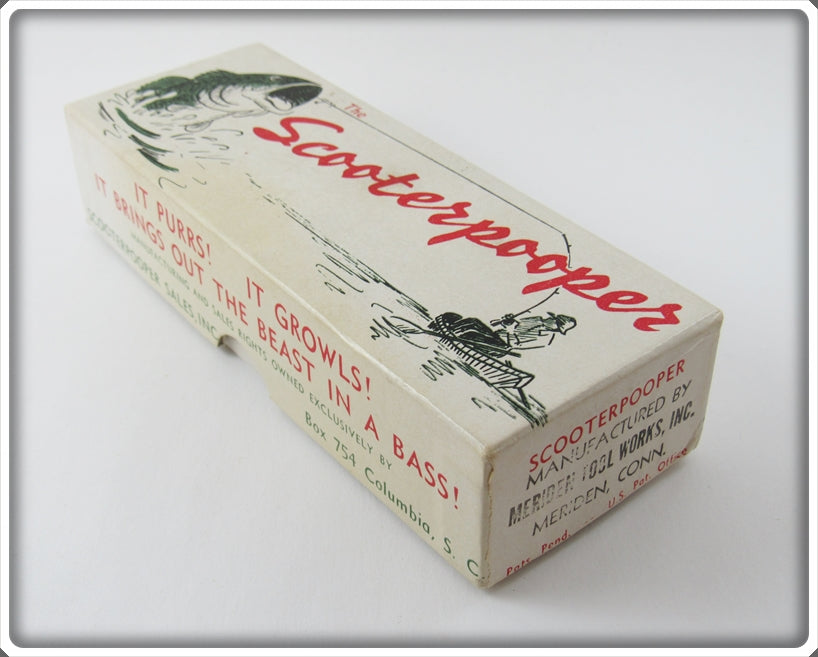 The
Scooterpooper
IT PURRS! IT GROWLS!
IT BRINGS OUT THE BEAST IN A BASS!
MANUFACTURING AND SALES RIGHTS OWNED EXCLUSIVELY BY
SCOOTERPOOPER SALES, INC.
Box 754 Columbia, S. C.
SCOOTERPOOPER
MANUFACTURED BY
MERIDEN TOOL WORKS, INC.
MERIDEN, CONN.
Pats. Pend. U.S. Pat. Office